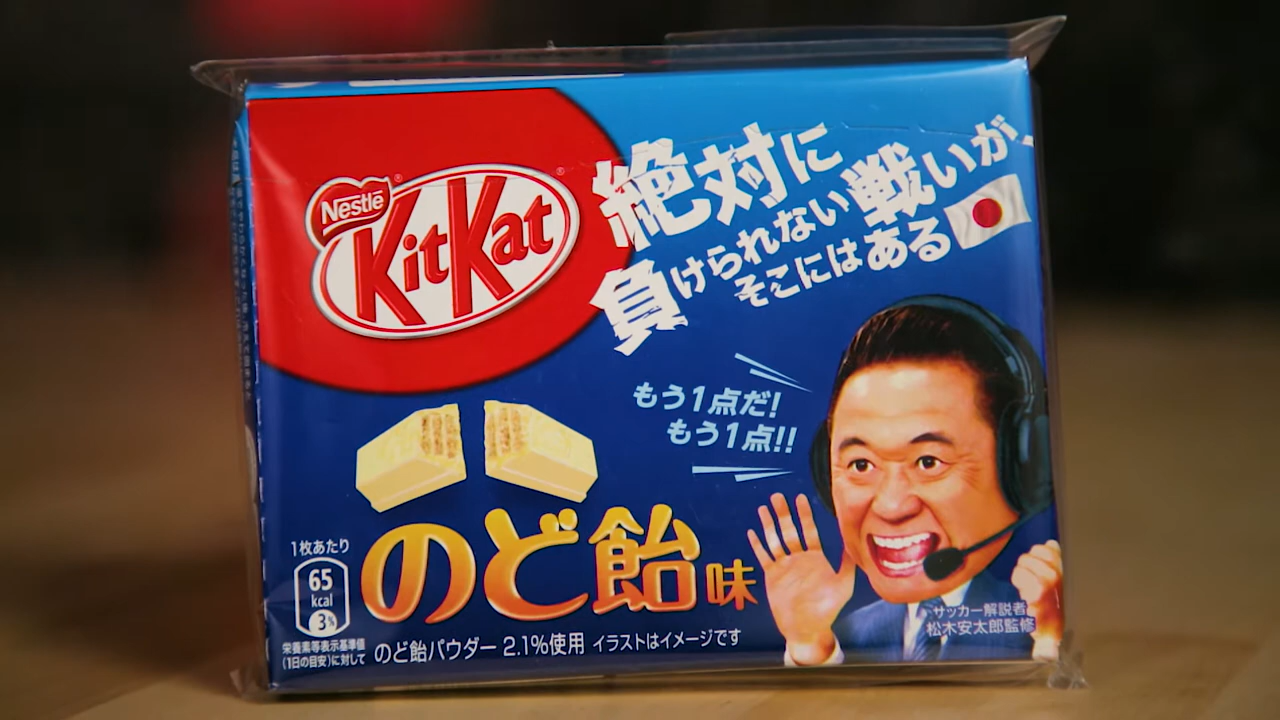 Nestlé
KitKat
絶対に
負けられない戦いが、
そこにはある
もう1点だ!
もう1点!!
のど飴味
1枚あたり
65
kcal
3%
栄養素等表示基準値
(1日の目安)に対して
のど飴パウダー 2.1%使用 イラストはイメージです
サッカー解説者
松木安太郎監修